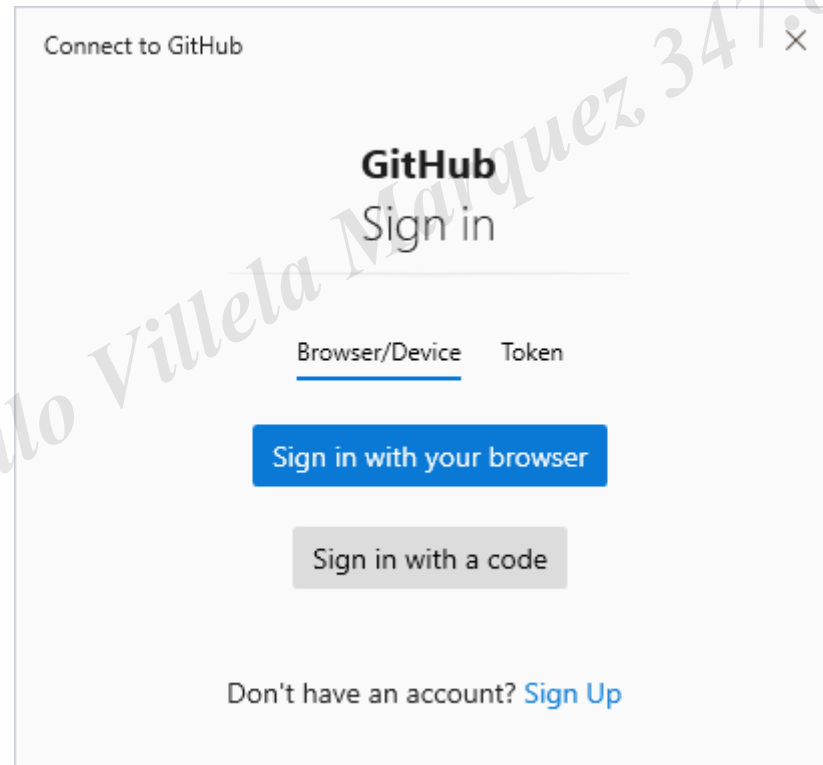 Connect to GitHub
GitHub
Sign in
Browser/Device Token
Sign in with your browser
Sign in with a code
Don't have an account? Sign Up
Villela Marquez 347.